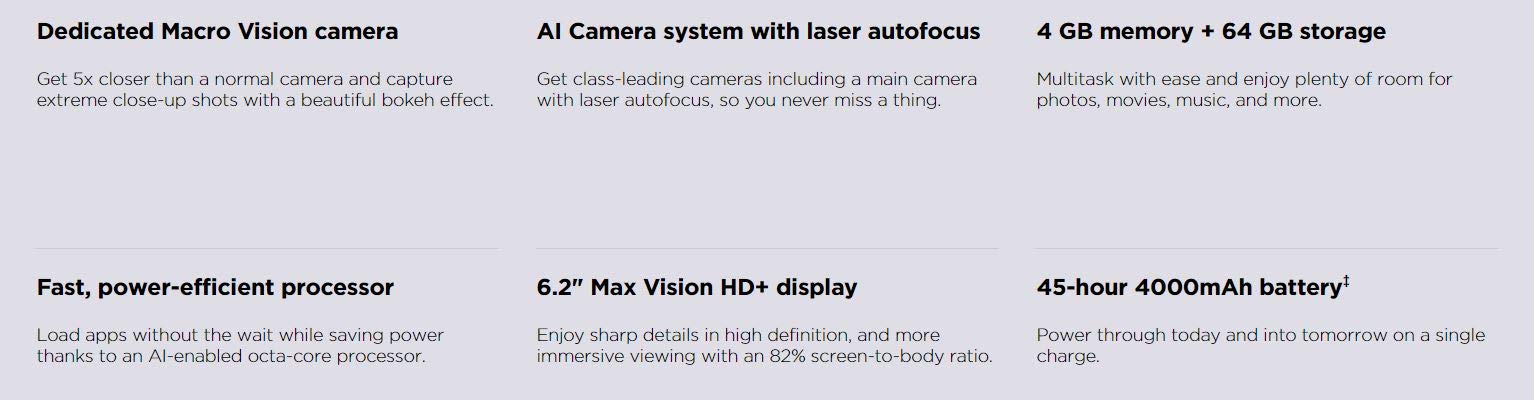 Dedicated Macro Vision camera
Get 5x closer than a normal camera and capture
extreme close-up shots with a beautiful bokeh effect.
AI Camera system with laser autofocus
Get class-leading cameras including a main camera
with laser autofocus, so you never miss a thing.
4 GB memory + 64 GB storage
Multitask with ease and enjoy plenty of room for
photos, movies, music, and more.
Fast, power-efficient processor
Load apps without the wait while saving power
thanks to an AI-enabled octa-core processor.
6.2" Max Vision HD+ display
Enjoy sharp details in high definition, and more
immersive viewing with an 82% screen-to-body ratio.
45-hour 4000mAh battery‡
Power through today and into tomorrow on a single
charge.